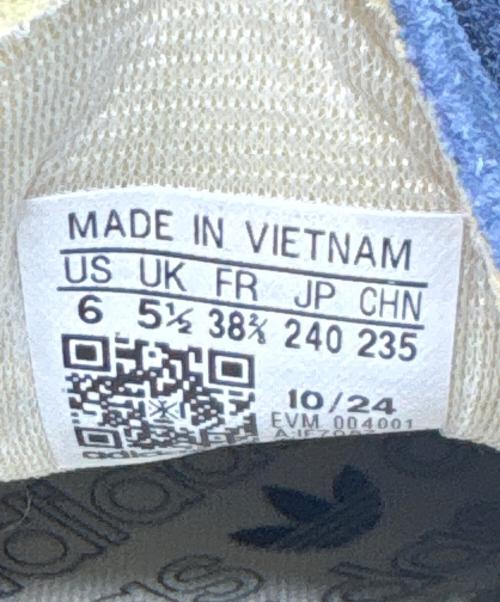 MADE IN VIETNAM
US UK FR JP CHN
6 5½ 38⅔ 240 235
10/24
EVM 004001
adidas